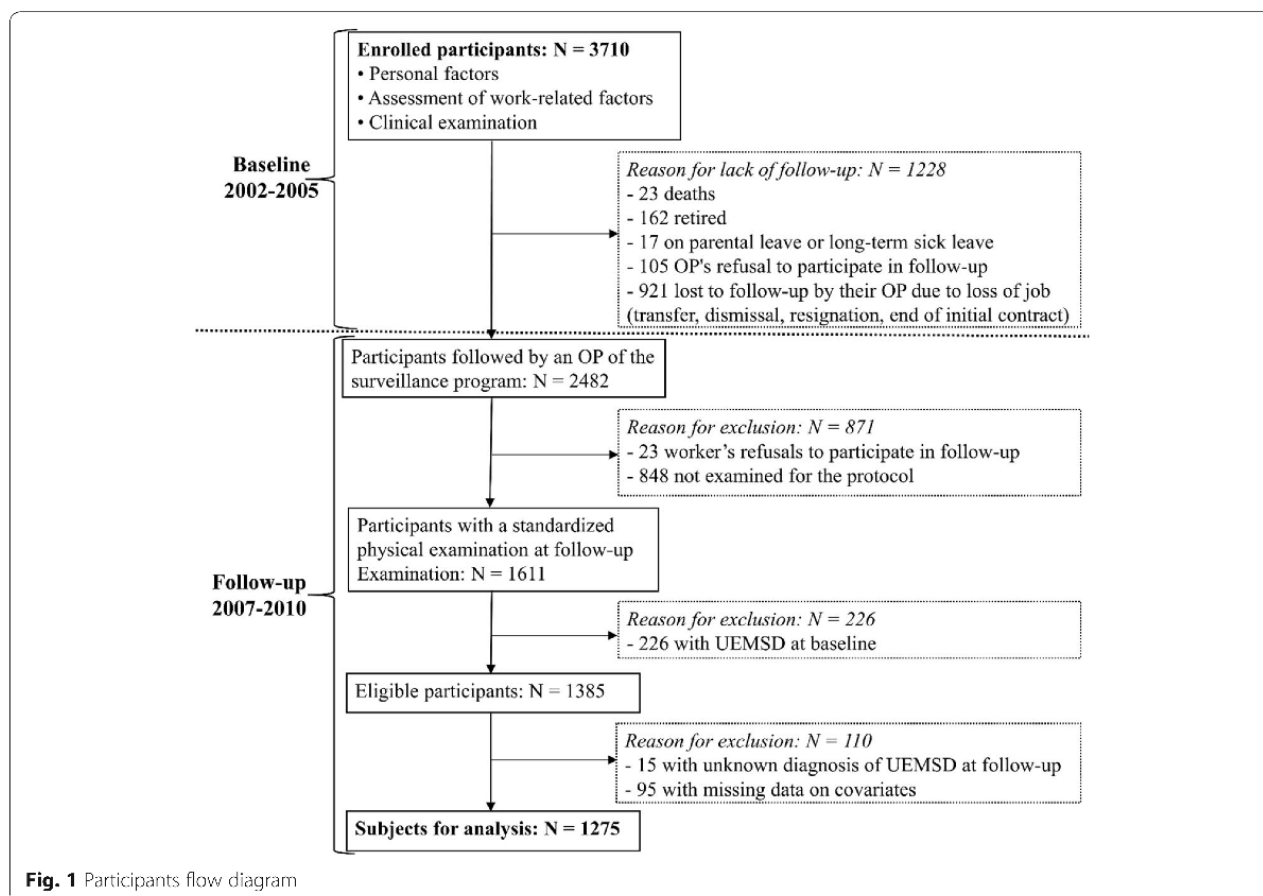 Enrolled participants: N = 3710
• Personal factors
• Assessment of work-related factors
• Clinical examination
Baseline
2002-2005
Reason for lack of follow-up: N = 1228
- 23 deaths
- 162 retired
- 17 on parental leave or long-term sick leave
- 105 OP's refusal to participate in follow-up
- 921 lost to follow-up by their OP due to loss of job
(transfer, dismissal, resignation, end of initial contract)
Participants followed by an OP of the
surveillance program: N = 2482
Reason for exclusion: N = 871
- 23 worker's refusals to participate in follow-up
- 848 not examined for the protocol
Participants with a standardized
physical examination at follow-up
Examination: N = 1611
Follow-up
2007-2010
Reason for exclusion: N = 226
- 226 with UEMSD at baseline
Eligible participants: N = 1385
Reason for exclusion: N = 110
- 15 with unknown diagnosis of UEMSD at follow-up
- 95 with missing data on covariates
Subjects for analysis: N = 1275
Fig. 1 Participants flow diagram